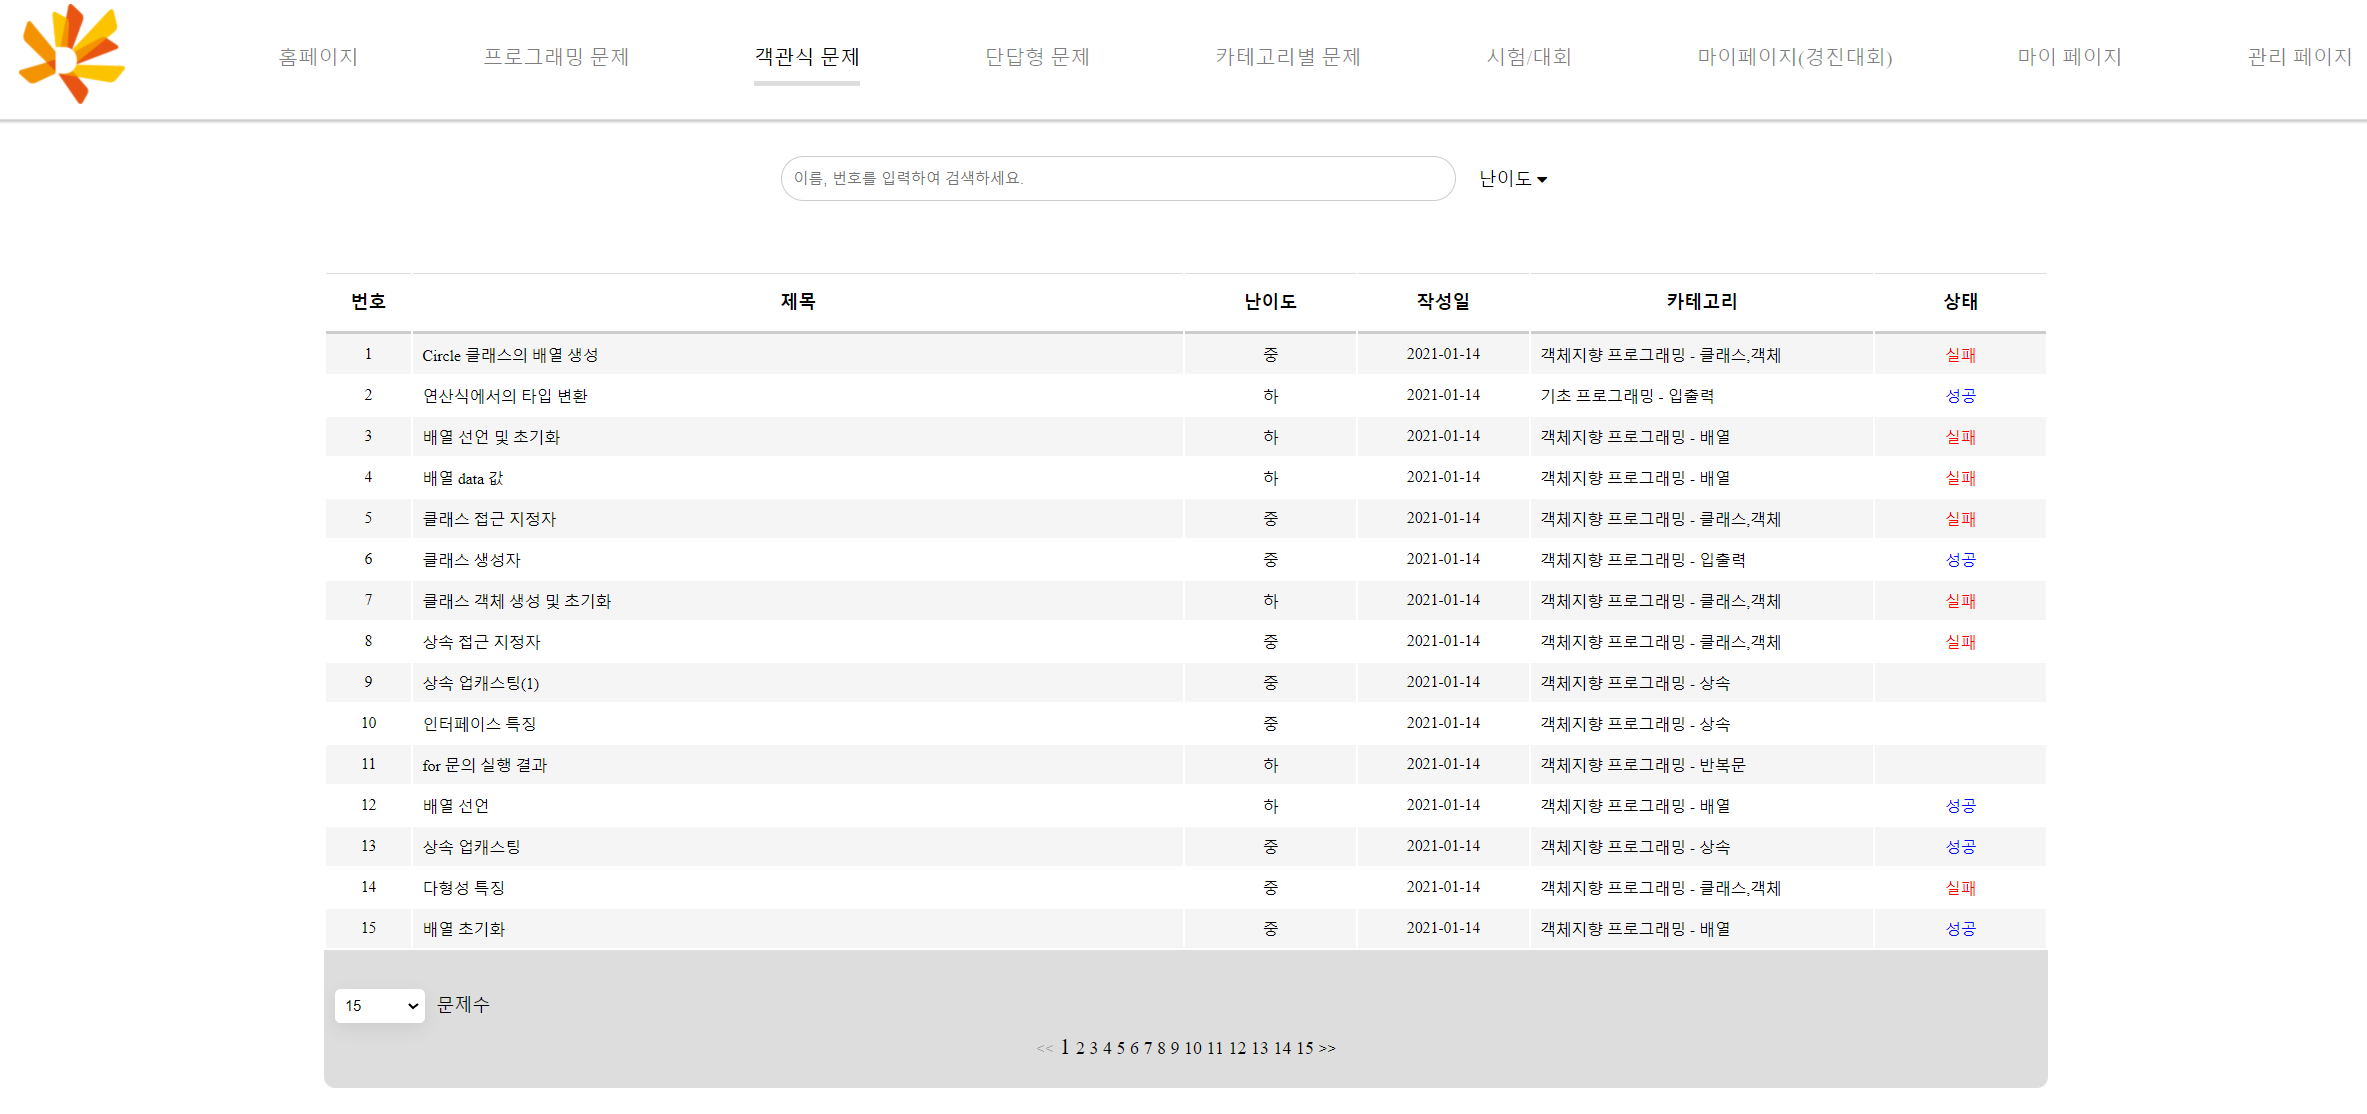 홈페이지 프로그래밍 문제 객관식 문제 단답형 문제 카테고리별 문제 시험/대회 마이페이지(경진대회) 마이 페이지 관리 페이지
이름, 번호를 입력하여 검색하세요. 난이도
번호 제목 난이도 작성일 카테고리 상태
1 Circle 클래스의 배열 생성 중 2021-01-14 객체지향 프로그래밍 - 클래스,객체 실패
2 연산식에서의 타입 변환 하 2021-01-14 기초 프로그래밍 - 입출력 성공
3 배열 선언 및 초기화 하 2021-01-14 객체지향 프로그래밍 - 배열 실패
4 배열 data 값 하 2021-01-14 객체지향 프로그래밍 - 배열 실패
5 클래스 접근 지정자 중 2021-01-14 객체지향 프로그래밍 - 클래스,객체 실패
6 클래스 생성자 중 2021-01-14 객체지향 프로그래밍 - 입출력 성공
7 클래스 객체 생성 및 초기화 하 2021-01-14 객체지향 프로그래밍 - 클래스,객체 실패
8 상속 접근 지정자 중 2021-01-14 객체지향 프로그래밍 - 클래스,객체 실패
9 상속 업캐스팅(1) 중 2021-01-14 객체지향 프로그래밍 - 상속
10 인터페이스 특징 중 2021-01-14 객체지향 프로그래밍 - 상속
11 for 문의 실행 결과 하 2021-01-14 객체지향 프로그래밍 - 반복문
12 배열 선언 하 2021-01-14 객체지향 프로그래밍 - 배열 성공
13 상속 업캐스팅 중 2021-01-14 객체지향 프로그래밍 - 상속 성공
14 다형성 특징 중 2021-01-14 객체지향 프로그래밍 - 클래스,객체 실패
15 배열 초기화 중 2021-01-14 객체지향 프로그래밍 - 배열 성공
15 문제수
<< 1 2 3 4 5 6 7 8 9 10 11 12 13 14 15 >>